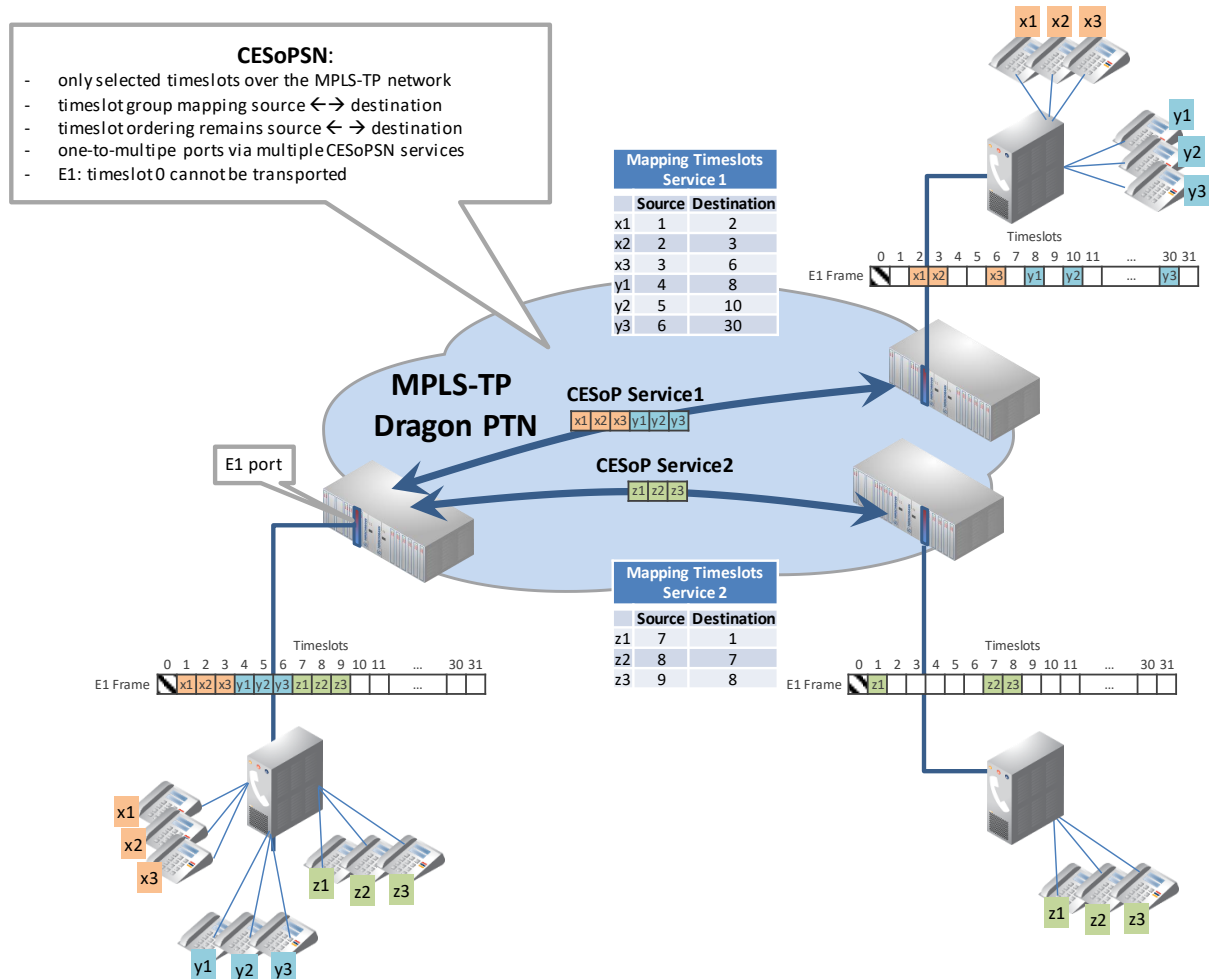 CESoPSN:
- only selected timeslots over the MPLS-TP network
- timeslot group mapping source ←→ destination
- timeslot ordering remains source ← → destination
- one-to-multipe ports via multiple CESoPSN services
- E1: timeslot 0 cannot be transported
x1 x2 x3
y1
y2
y3
Mapping Timeslots
Service 1
Source Destination
x1 1 2
x2 2 3
x3 3 6
y1 4 8
y2 5 10
y3 6 30
Timeslots
0 1 2 3 4 5 6 7 8 9 10 11 ... 30 31
E1 Frame x1 x2 x3 y1 y2 ... y3
MPLS-TP
Dragon PTN
CESoP Service1
x1 x2 x3 y1 y2 y3
E1 port
CESoP Service2
z1 z2 z3
Mapping Timeslots
Service 2
Source Destination
z1 7 1
z2 8 7
z3 9 8
Timeslots
0 1 2 3 4 5 6 7 8 9 10 11 ... 30 31
E1 Frame x1 x2 x3 y1 y2 y3 z1 z2 z3 ...
Timeslots
0 1 2 3 4 5 6 7 8 9 10 11 ... 30 31
E1 Frame z1 z2 z3 ...
x1
x2
x3
z1 z2 z3
y1 y2 y3
z1 z2 z3